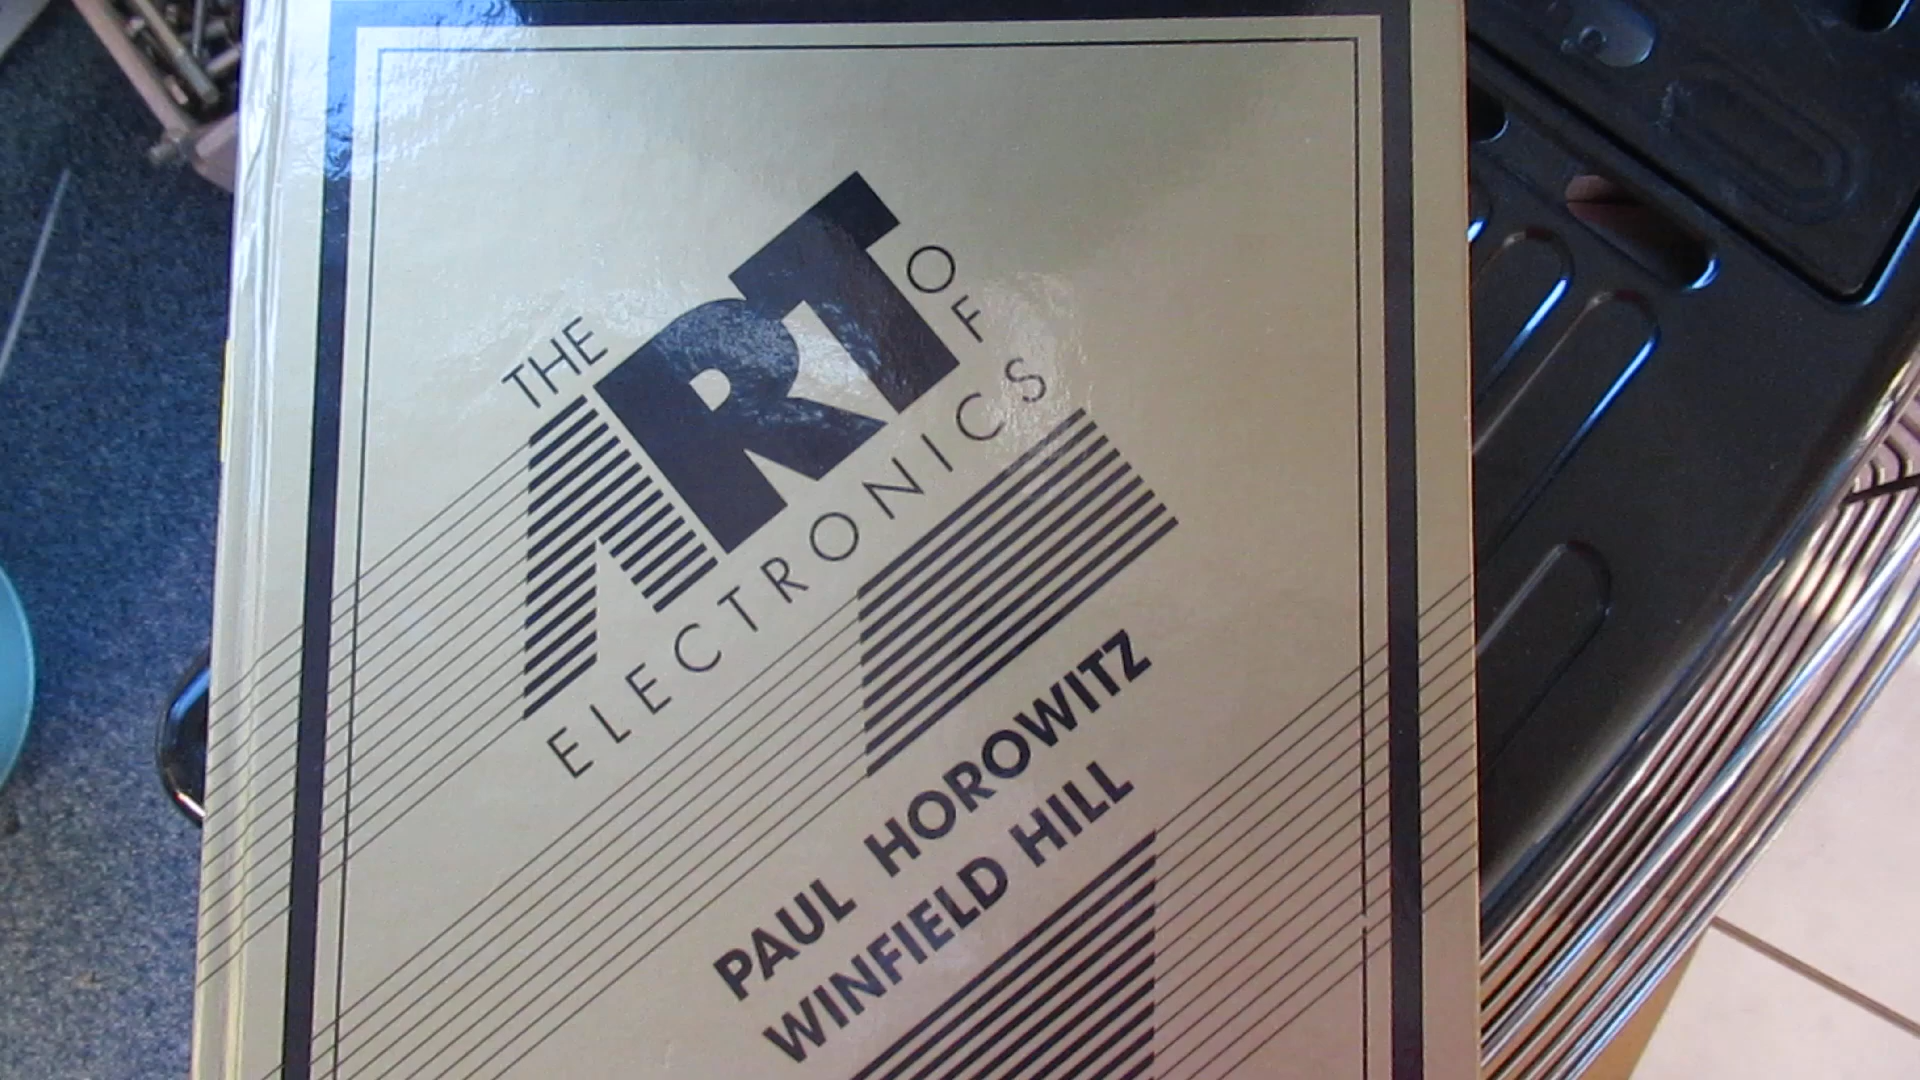 THE
ART
OF
ELECTRONICS
PAUL HOROWITZ
WINFIELD HILL